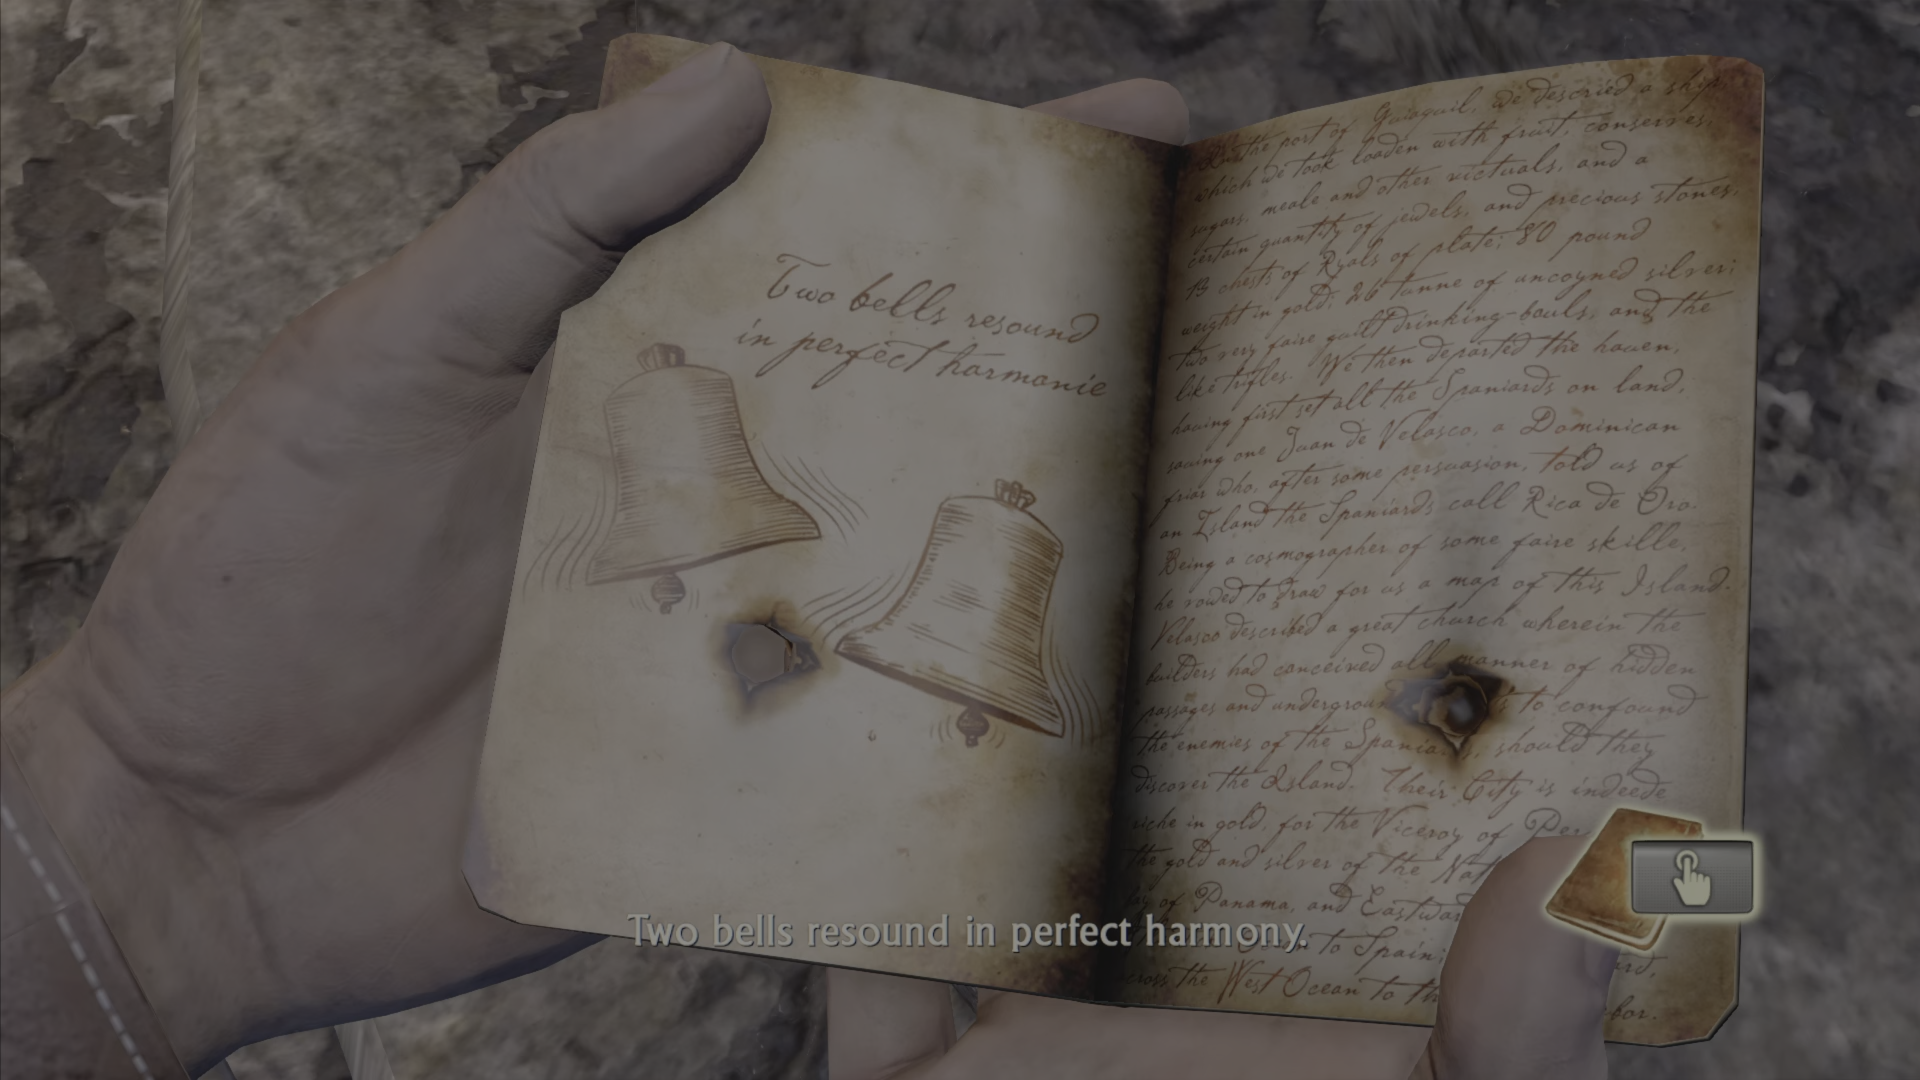 Two bells resound
in perfect harmonie
the port of Guiaquil, we descried a ship,
which we took loaden with fruit, conserves,
sugars, meale and other victuals, and a
certain quantity of jewels, and precious stones,
13 chests of Ryals of plate; 80 pound
weight in gold; 26 tunne of uncoyned silver;
two very faire guilt drinking-bouls, and the
like trifles. We then departed the haven,
having first set all the Spaniards on land,
saving one Juan de Velasco, a Dominican
friar who, after some persuasion, told us of
an Island the Spaniards call Rica de Oro.
Being a cosmographer of some faire skille,
he vowed to draw for us a map of this Island.
Velasco described a great church wherein the
builders had conceived all manner of hidden
passages and to confound
the enemies of the should they
discover the Island. Their City is indeede
riche in gold, for the Viceroy of
the gold and silver of the
of Panama, and
to Spain;
across the West Ocean to
Two bells resound in perfect harmony.